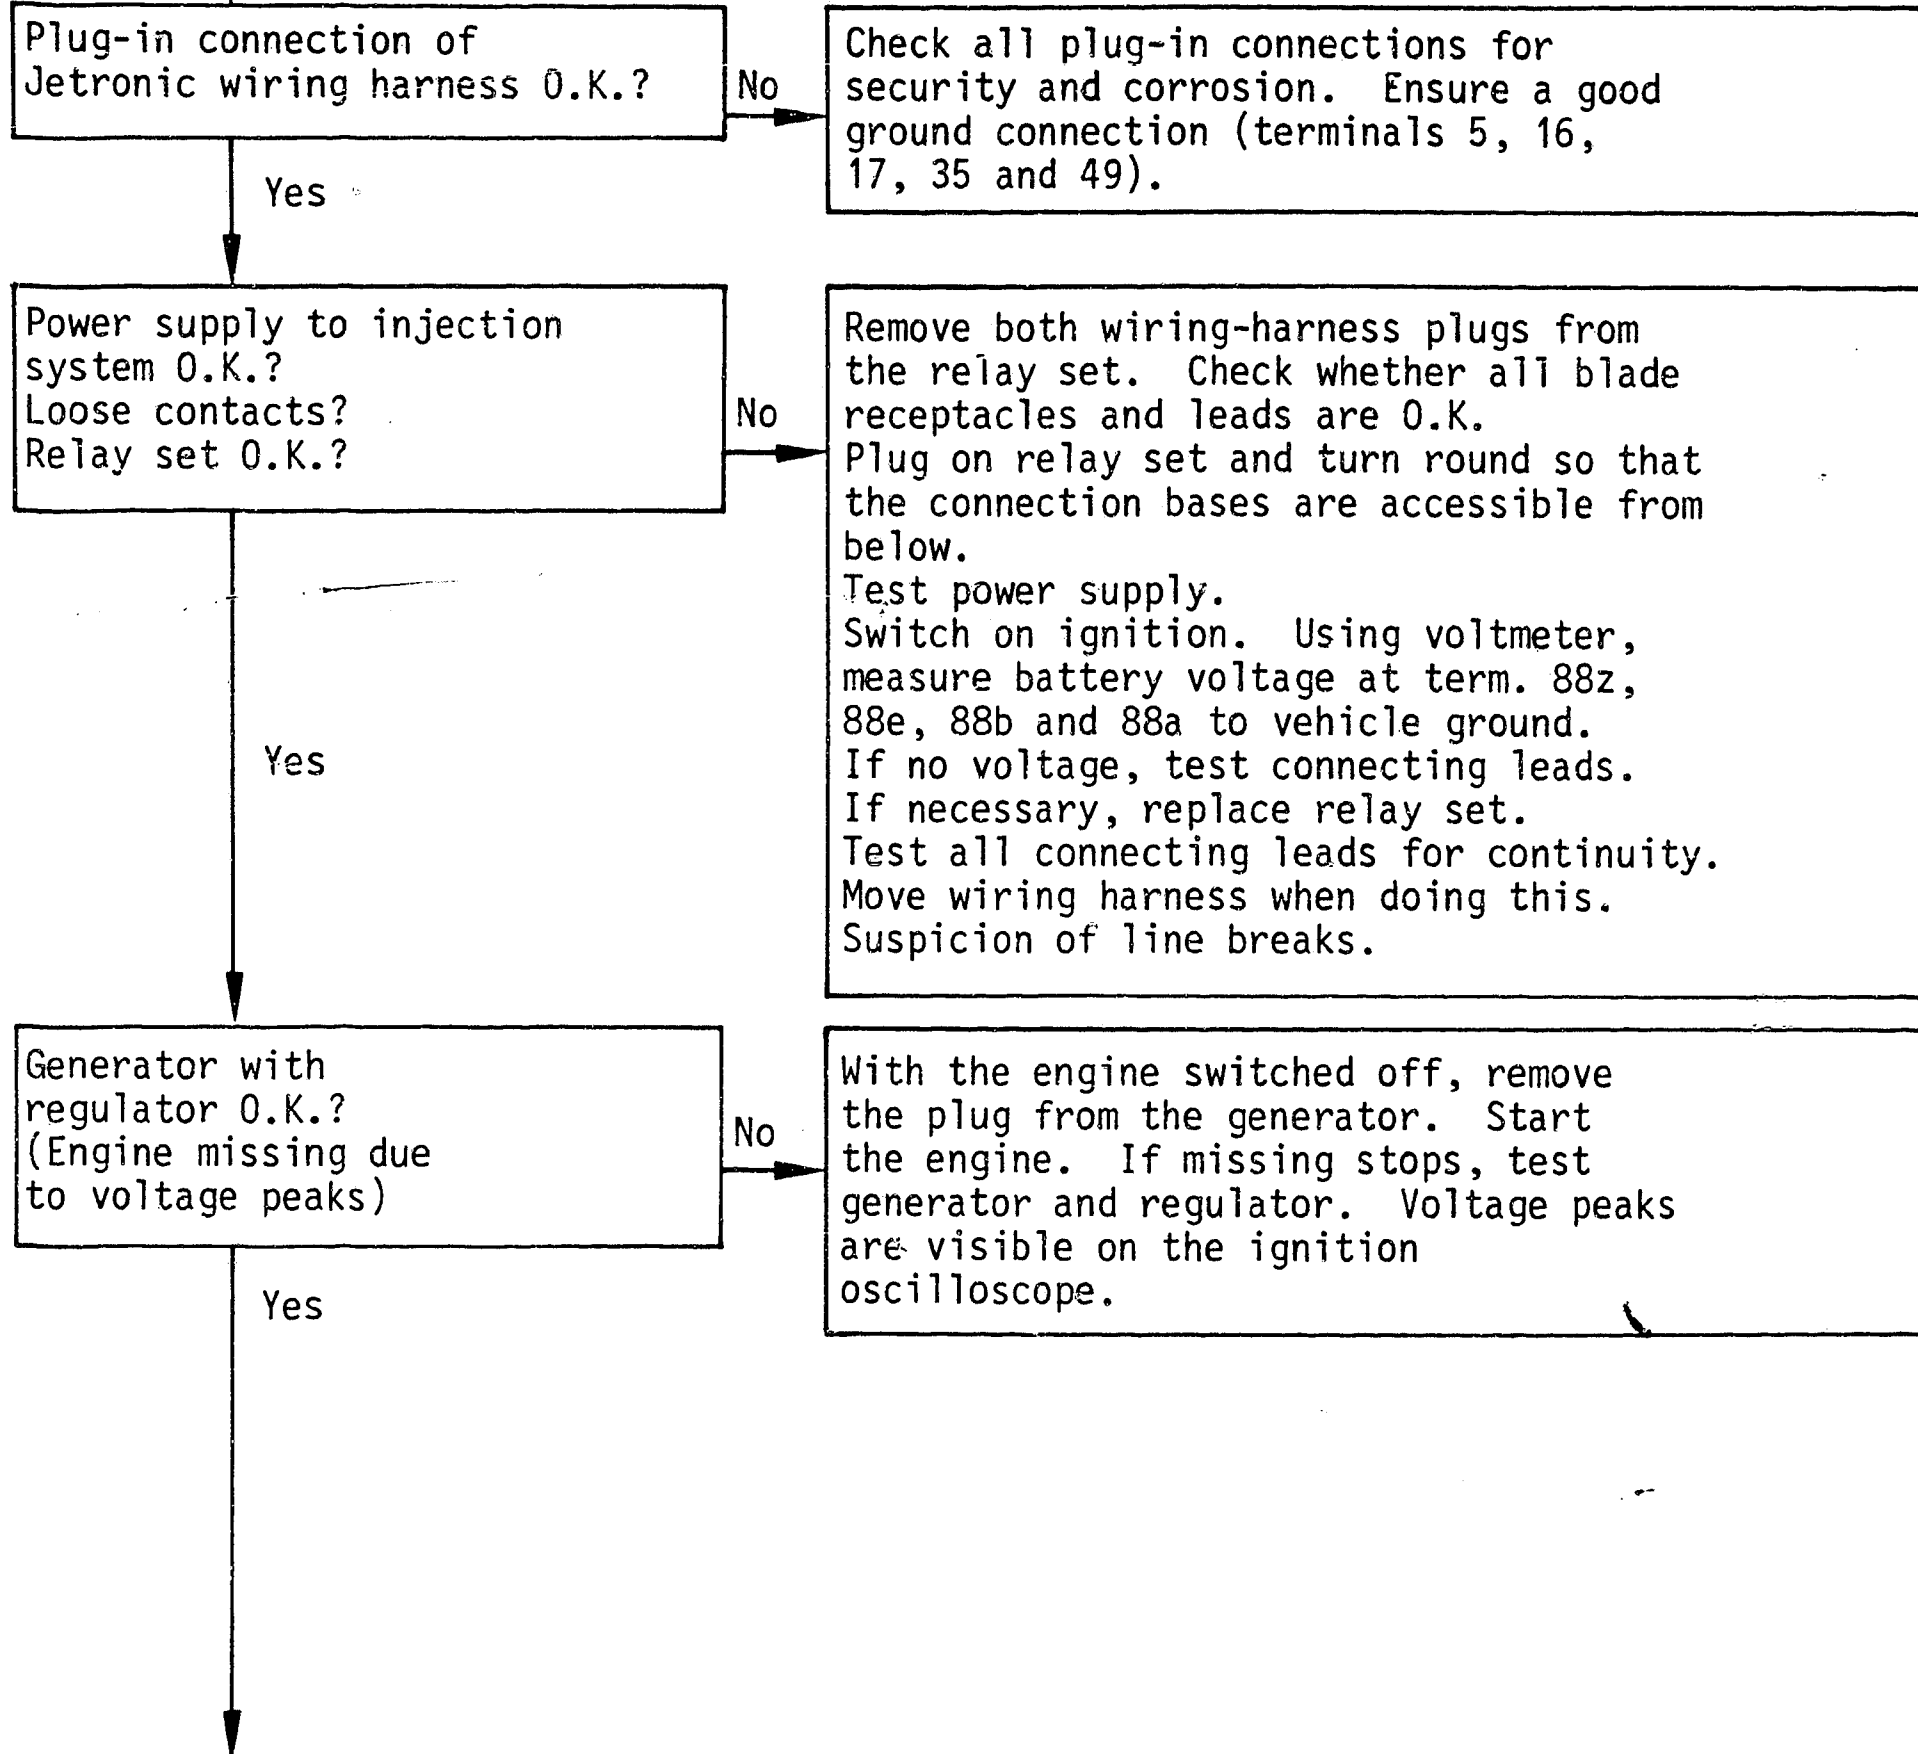 Plug-in connection of
Jetronic wiring harness O.K.?
No
Check all plug-in connections for
security and corrosion.  Ensure a good
ground connection (terminals 5, 16,
17, 35 and 49).
Yes
Power supply to injection
system O.K.?
Loose contacts?
Relay set O.K.?
No
Remove both wiring-harness plugs from
the relay set.  Check whether all blade
receptacles and leads are O.K.
Plug on relay set and turn round so that
the connection bases are accessible from
below.
Test power supply.
Switch on ignition.  Using voltmeter,
measure battery voltage at term. 88z,
88e, 88b and 88a to vehicle ground.
If no voltage, test connecting leads.
If necessary, replace relay set.
Test all connecting leads for continuity.
Move wiring harness when doing this.
Suspicion of line breaks.
Yes
Generator with
regulator O.K.?
(Engine missing due
to voltage peaks)
No
With the engine switched off, remove
the plug from the generator.  Start
the engine.  If missing stops, test
generator and regulator.  Voltage peaks
are visible on the ignition
oscilloscope.
Yes